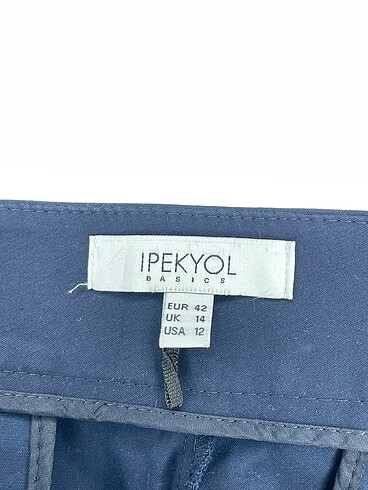 IPEKYOL
BASICS
EUR 42
UK 14
USA 12